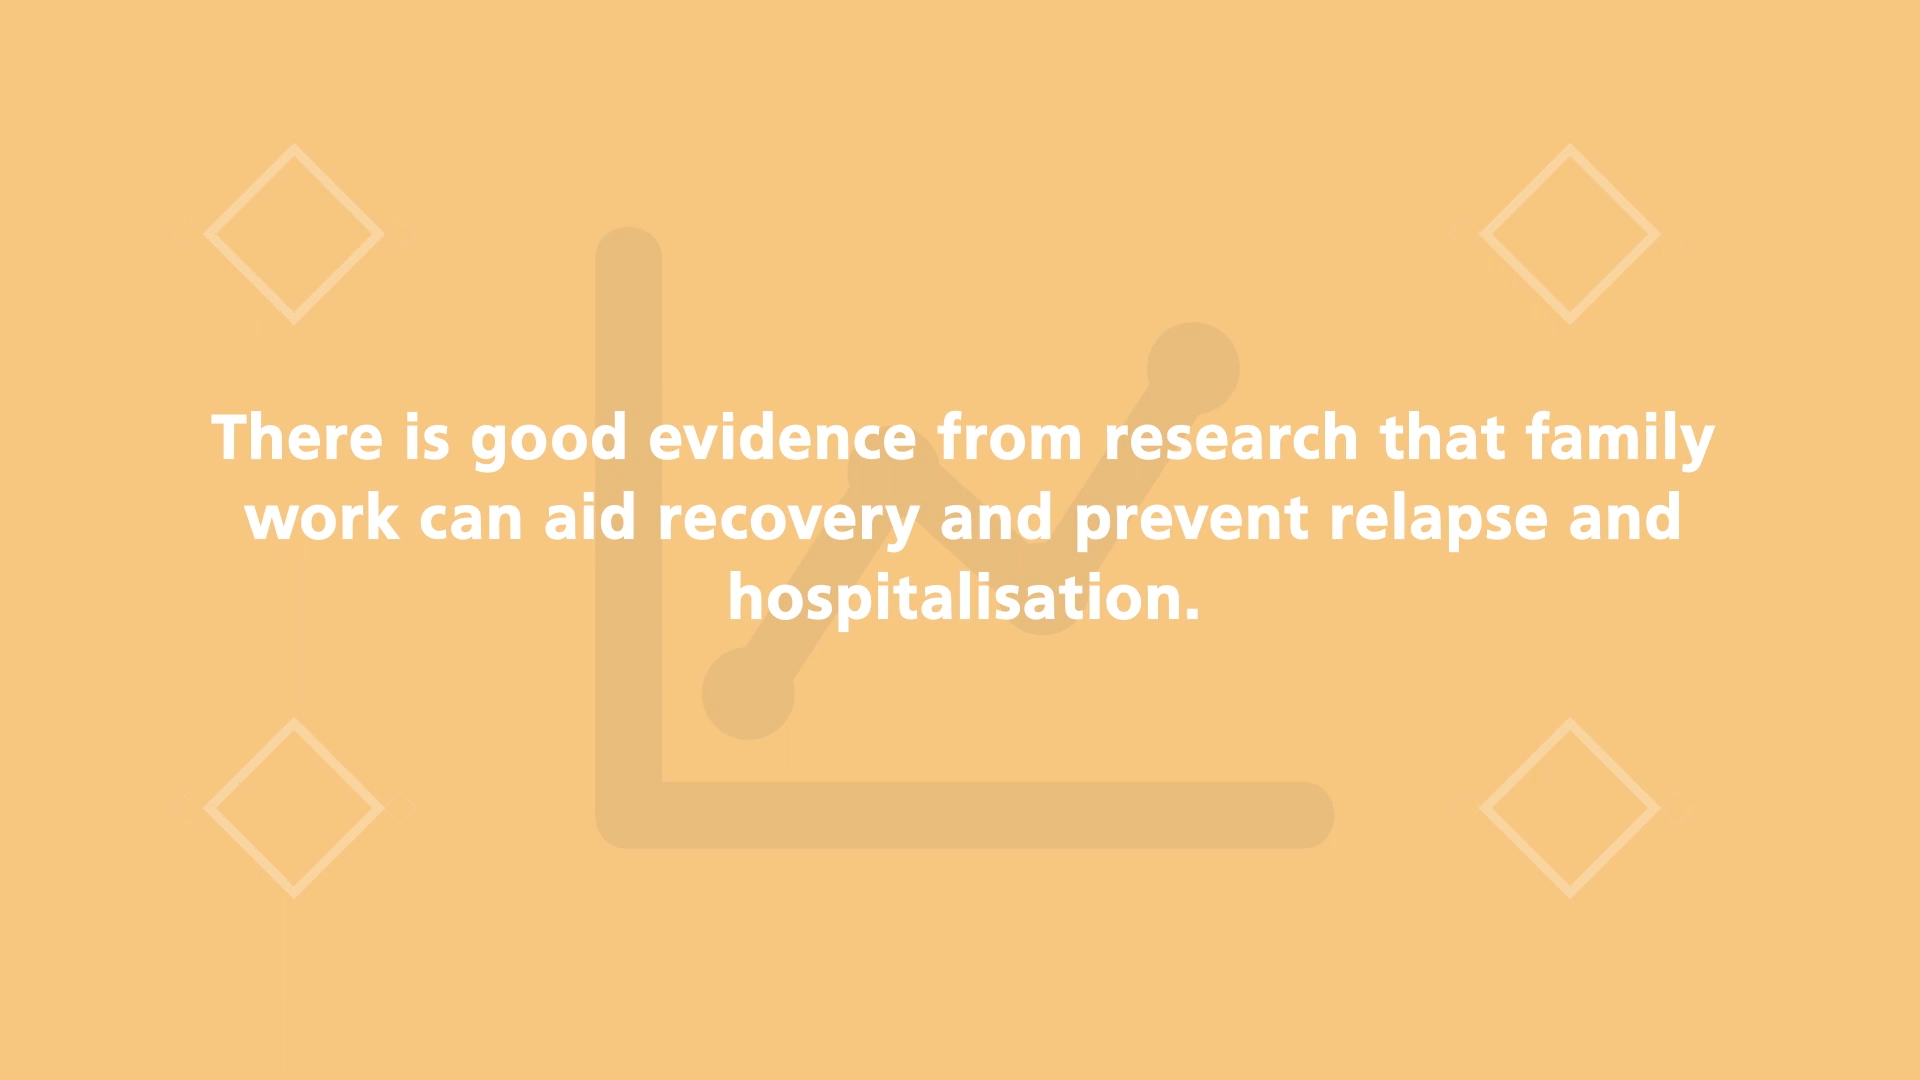 There is good evidence from research that family
work can aid recovery and prevent relapse and
hospitalisation.